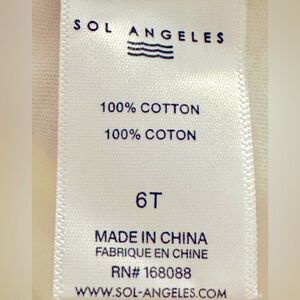 SOL ANGELES
100% COTTON
100% COTON
6T
MADE IN CHINA
FABRIQUE EN CHINE
RN# 168088
WWW.SOL-ANGELES.COM